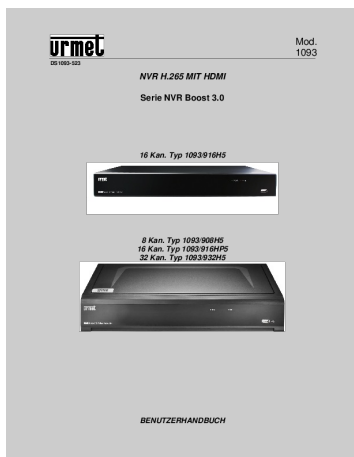 urmet
Mod.
1093
DS1093-523
NVR H.265 MIT HDMI
Serie NVR Boost 3.0
16 Kan. Typ 1093/916H5
urmet
8 Kan. Typ 1093/908H5
16 Kan. Typ 1093/916HP5
32 Kan. Typ 1093/932H5
urmet
BENUTZERHANDBUCH